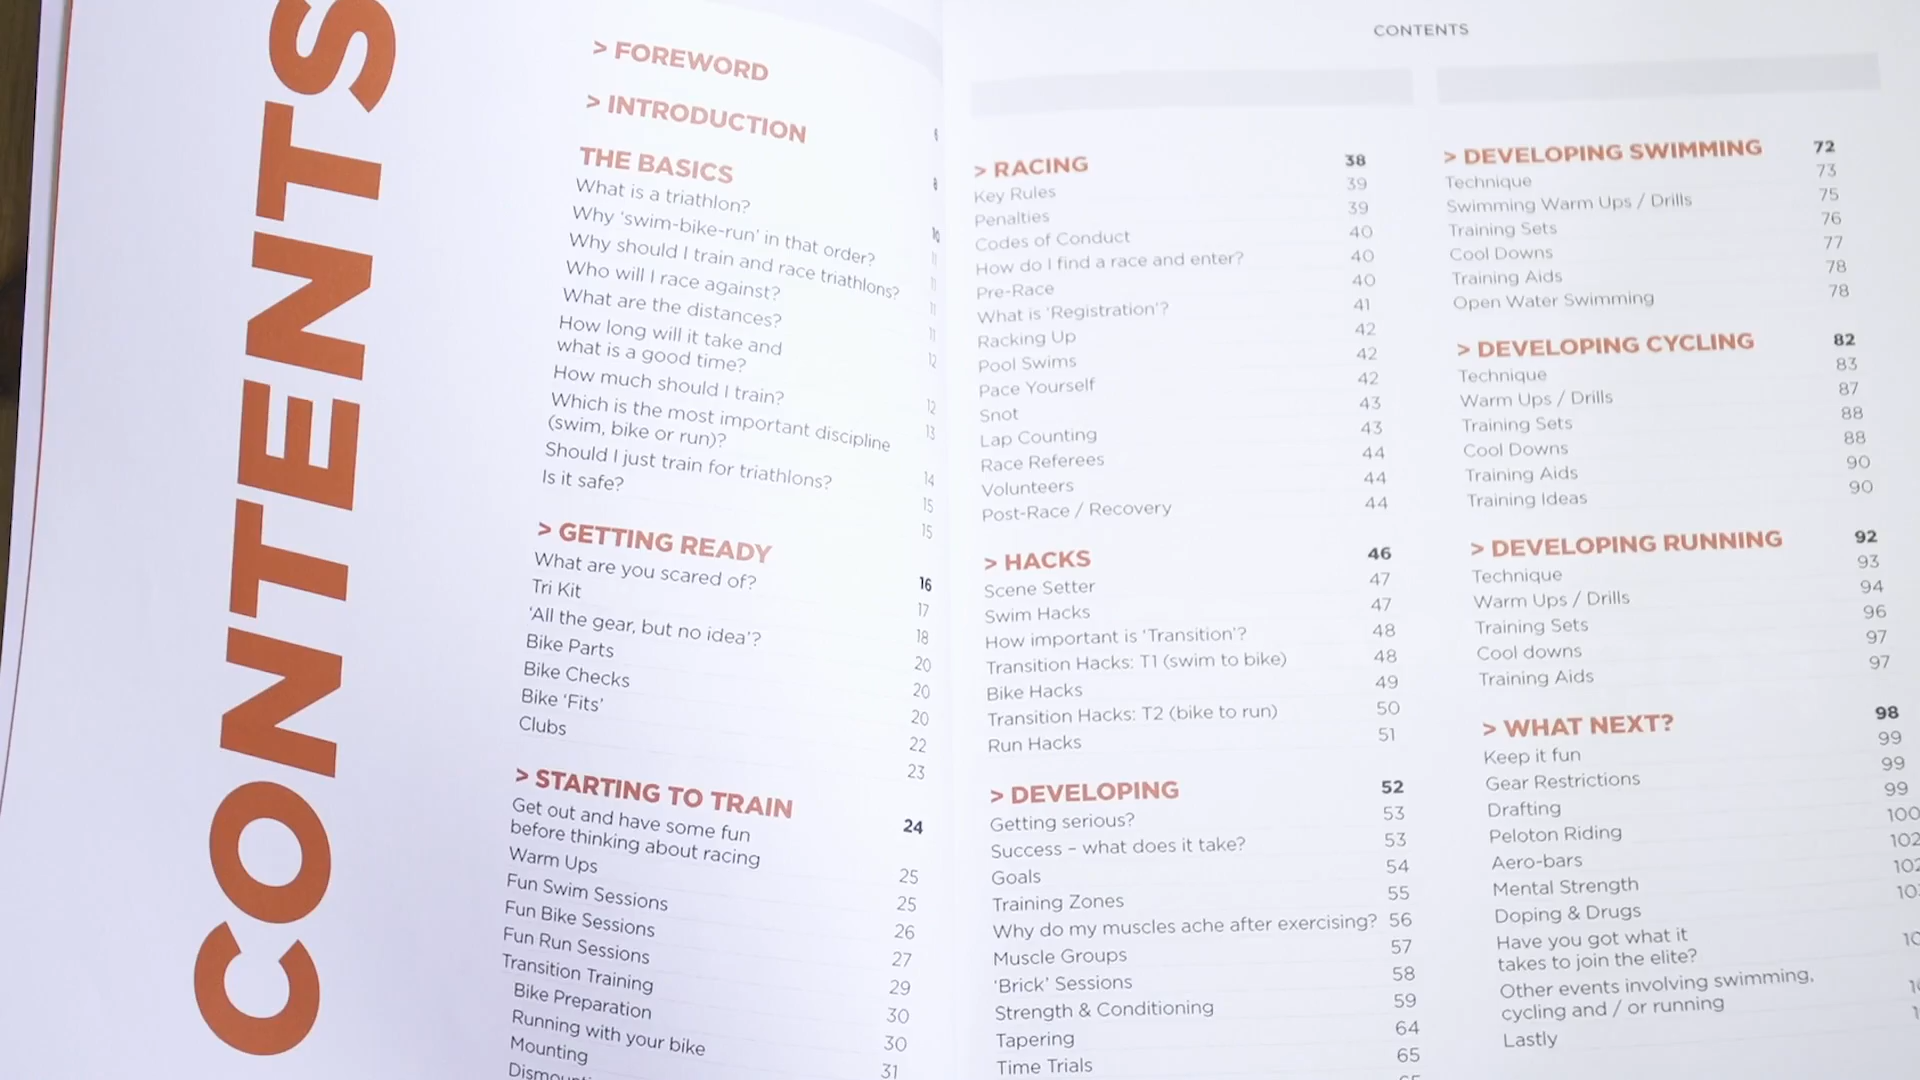 CONTENTS
> FOREWORD 6
> INTRODUCTION 8
THE BASICS 10
What is a triathlon? 11
Why ‘swim-bike-run’ in that order? 11
Why should I train and race triathlons? 11
Who will I race against? 11
What are the distances? 12
How long will it take and
what is a good time? 12
How much should I train? 13
Which is the most important discipline
(swim, bike or run)? 14
Should I just train for triathlons? 15
Is it safe? 15
> GETTING READY 16
What are you scared of? 17
Tri Kit 18
‘All the gear, but no idea’? 20
Bike Parts 20
Bike Checks 20
Bike ‘Fits’ 22
Clubs 23
> STARTING TO TRAIN 24
Get out and have some fun
before thinking about racing 25
Warm Ups 25
Fun Swim Sessions 26
Fun Bike Sessions 27
Fun Run Sessions 29
Transition Training 30
Bike Preparation 30
Running with your bike 31
Mounting
CONTENTS
> RACING 38
Key Rules 39
Penalties 39
Codes of Conduct 40
How do I find a race and enter? 40
Pre-Race 40
What is ‘Registration’? 41
Racking Up 42
Pool Swims 42
Pace Yourself 42
Snot 43
Lap Counting 43
Race Referees 44
Volunteers 44
Post-Race / Recovery 44
> HACKS 46
Scene Setter 47
Swim Hacks 47
How important is ‘Transition’? 48
Transition Hacks: T1 (swim to bike) 48
Bike Hacks 49
Transition Hacks: T2 (bike to run) 50
Run Hacks 51
> DEVELOPING 52
Getting serious? 53
Success – what does it take? 53
Goals 54
Training Zones 55
Why do my muscles ache after exercising? 56
Muscle Groups 57
‘Brick’ Sessions 58
Strength & Conditioning 59
Tapering 64
Time Trials 65
> DEVELOPING SWIMMING 72
Technique 73
Swimming Warm Ups / Drills 75
Training Sets 76
Cool Downs 77
Training Aids 78
Open Water Swimming 78
> DEVELOPING CYCLING 82
Technique 83
Warm Ups / Drills 87
Training Sets 88
Cool Downs 88
Training Aids 90
Training Ideas 90
> DEVELOPING RUNNING 92
Technique 93
Warm Ups / Drills 94
Training Sets 96
Cool downs 97
Training Aids 97
> WHAT NEXT? 98
Keep it fun 99
Gear Restrictions 99
Drafting 99
Peloton Riding 100
Aero-bars 102
Mental Strength
Doping & Drugs
Have you got what it
takes to join the elite?
Other events involving swimming,
cycling and / or running
Lastly